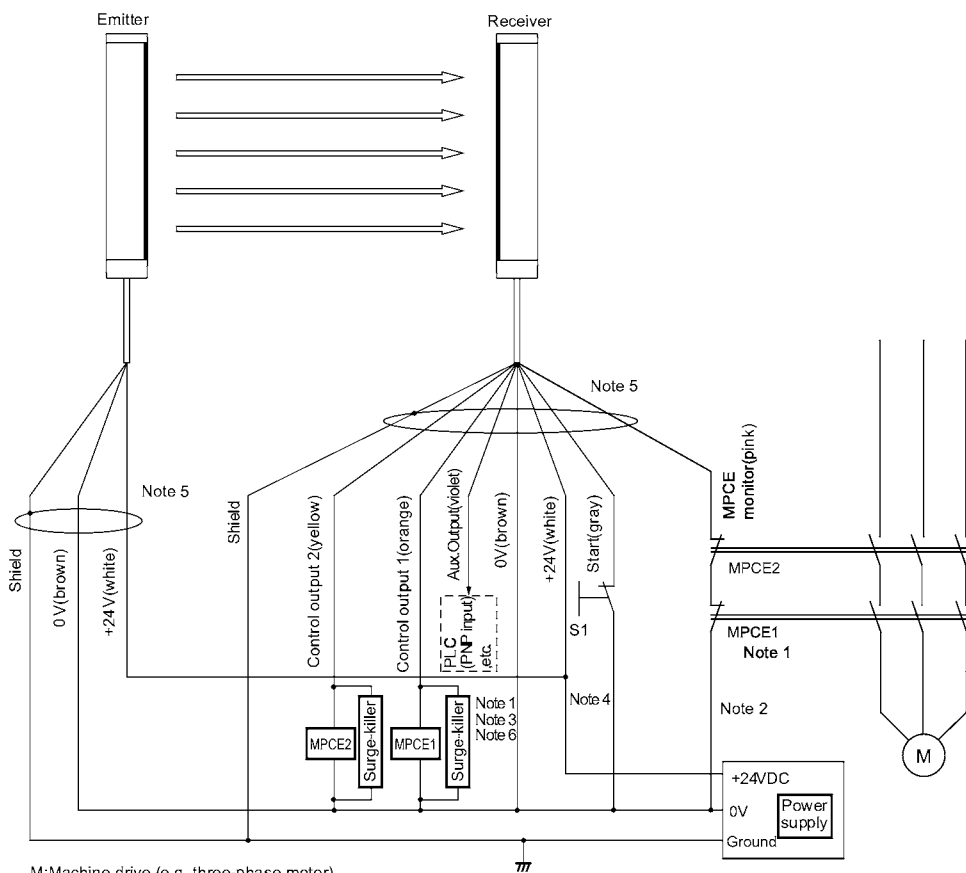 Emitter
Receiver
Note 5
Note 5
Shield
0V(brown)
+24V(white)
Shield
Control output 2(yellow)
Control output 1(orange)
Aux.Output(violet)
0V(brown)
+24V(white)
Start(gray)
MPCE
monitor(pink)
PLC
(PNP input)
,etc.
S1
MPCE2
MPCE1
Note 1
Note 4
Note 2
MPCE2
Surge-killer
MPCE1
Surge-killer
Note 1
Note 3
Note 6
M
+24VDC
0V
Ground
Power
supply
M:Machine drive (e.g. three-phase motor)